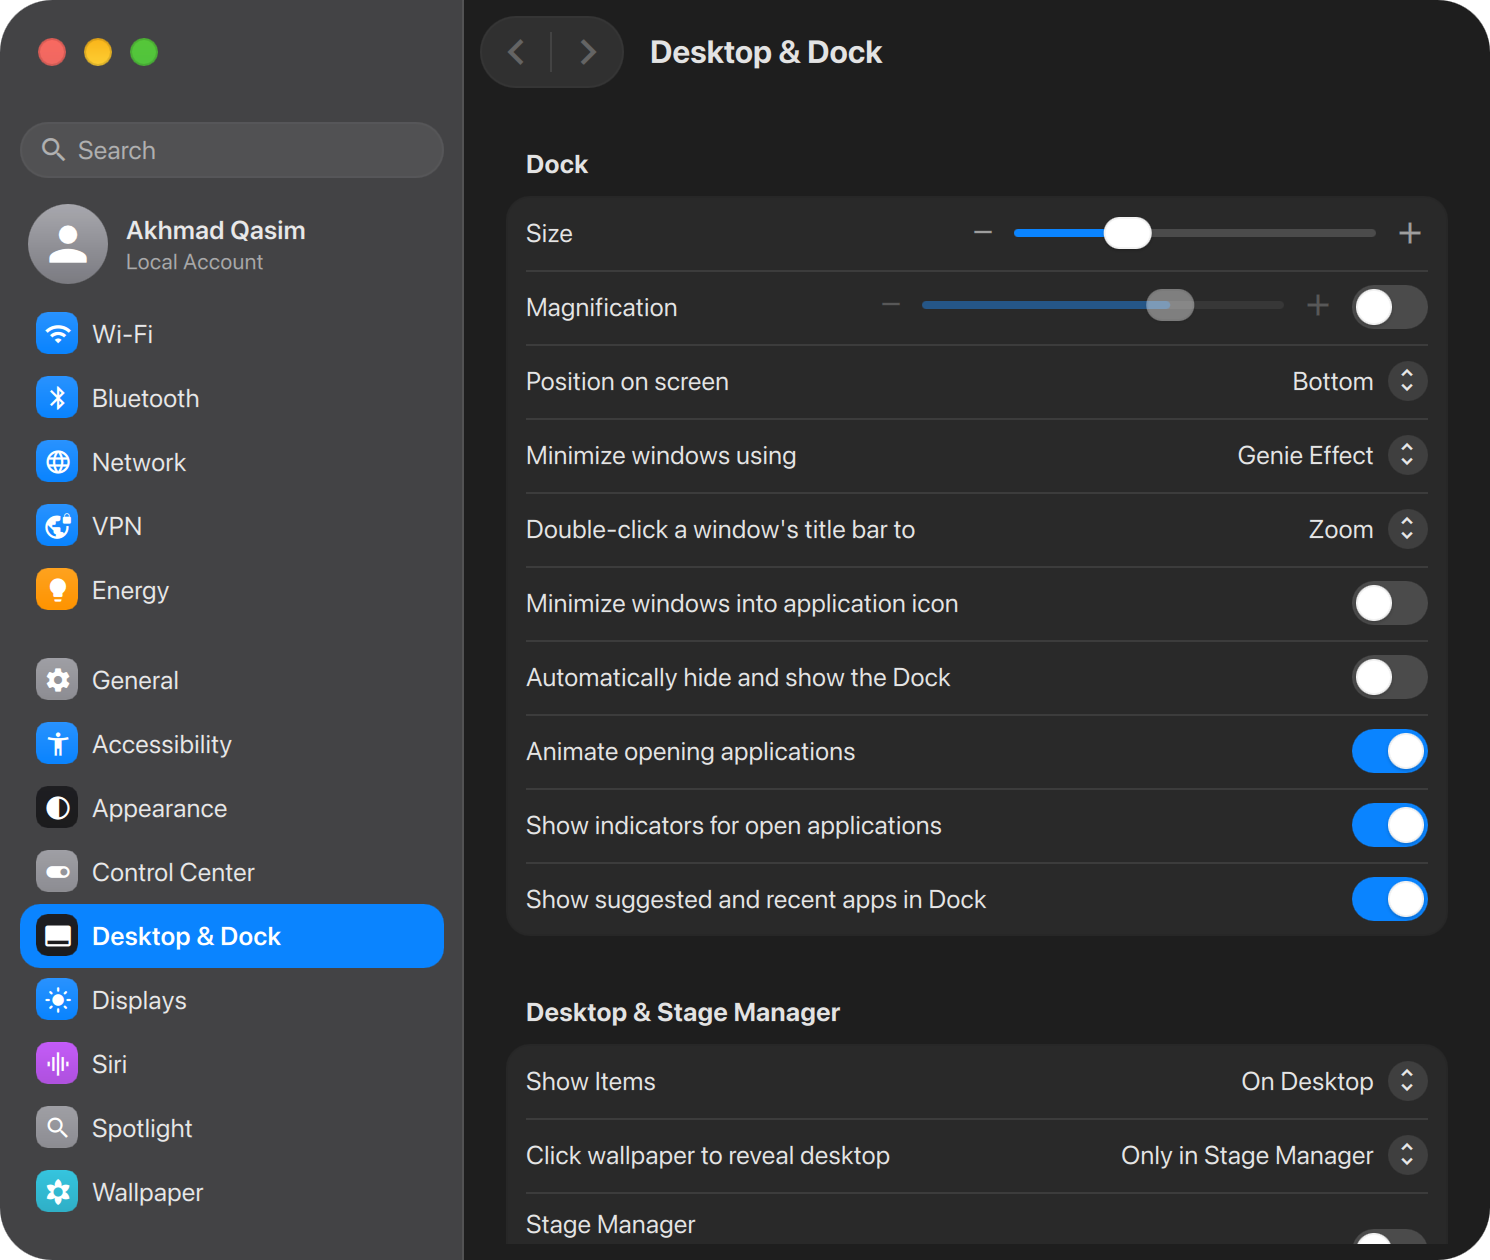 Desktop & Dock
Search
Akhmad Qasim
Local Account
Wi-Fi
Bluetooth
Network
VPN
Energy
General
Accessibility
Appearance
Control Center
Desktop & Dock
Displays
Siri
Spotlight
Wallpaper
Dock
Size
Magnification
Position on screen Bottom
Minimize windows using Genie Effect
Double-click a window's title bar to Zoom
Minimize windows into application icon
Automatically hide and show the Dock
Animate opening applications
Show indicators for open applications
Show suggested and recent apps in Dock
Desktop & Stage Manager
Show Items On Desktop
Click wallpaper to reveal desktop Only in Stage Manager
Stage Manager